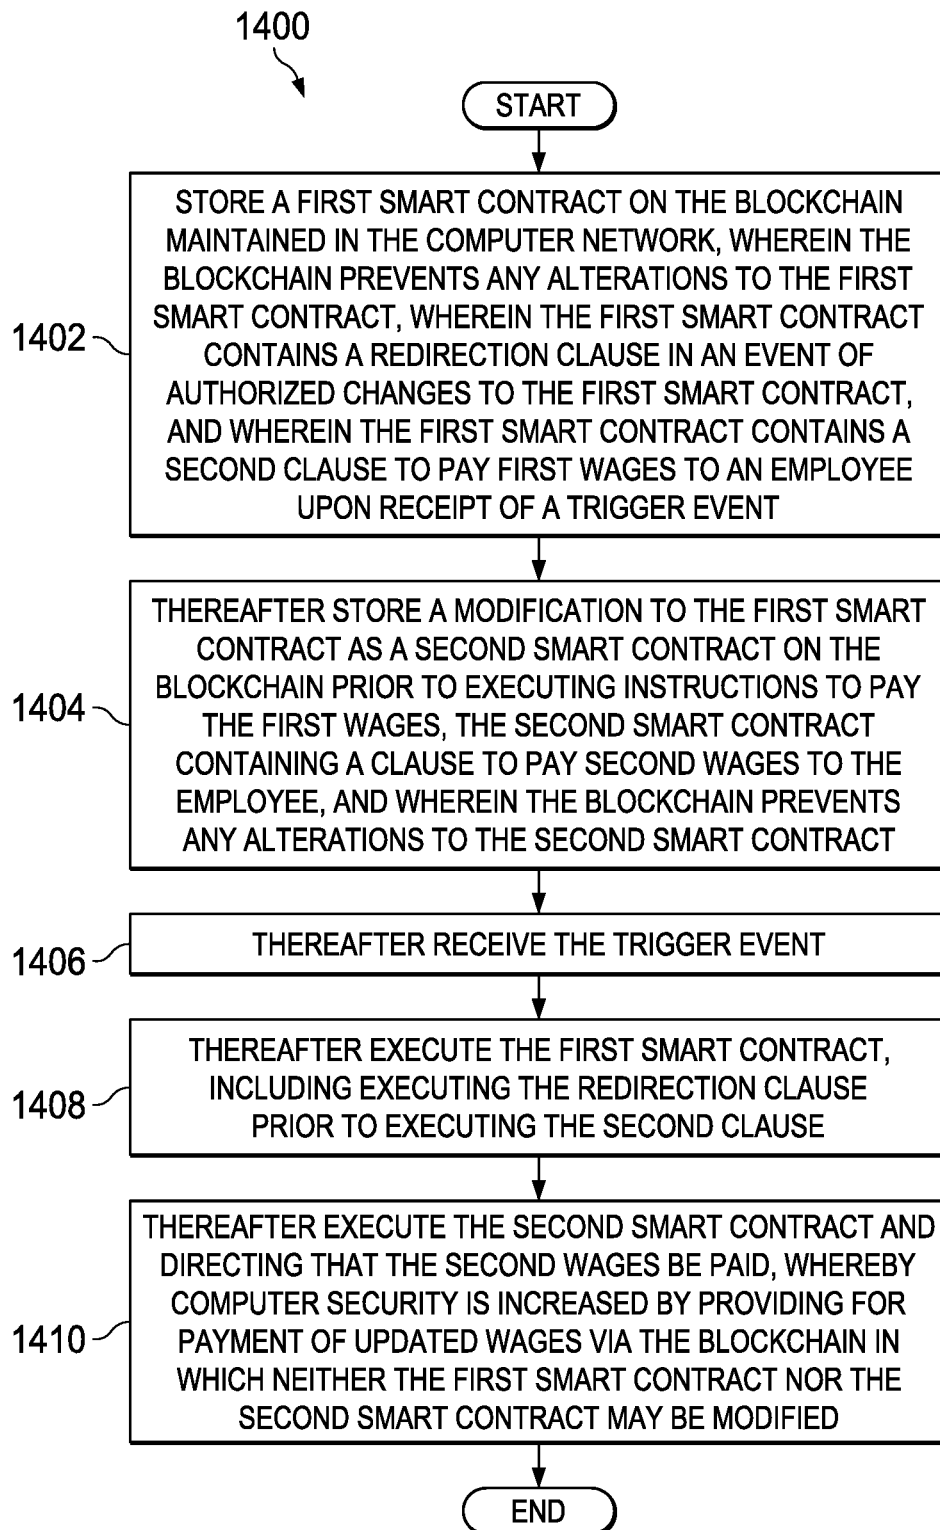 1400
START
STORE A FIRST SMART CONTRACT ON THE BLOCKCHAIN
MAINTAINED IN THE COMPUTER NETWORK, WHEREIN THE
BLOCKCHAIN PREVENTS ANY ALTERATIONS TO THE FIRST
SMART CONTRACT, WHEREIN THE FIRST SMART CONTRACT
CONTAINS A REDIRECTION CLAUSE IN AN EVENT OF
AUTHORIZED CHANGES TO THE FIRST SMART CONTRACT,
AND WHEREIN THE FIRST SMART CONTRACT CONTAINS A
SECOND CLAUSE TO PAY FIRST WAGES TO AN EMPLOYEE
UPON RECEIPT OF A TRIGGER EVENT
1402
THEREAFTER STORE A MODIFICATION TO THE FIRST SMART
CONTRACT AS A SECOND SMART CONTRACT ON THE
BLOCKCHAIN PRIOR TO EXECUTING INSTRUCTIONS TO PAY
THE FIRST WAGES, THE SECOND SMART CONTRACT
CONTAINING A CLAUSE TO PAY SECOND WAGES TO THE
EMPLOYEE, AND WHEREIN THE BLOCKCHAIN PREVENTS
ANY ALTERATIONS TO THE SECOND SMART CONTRACT
1404
THEREAFTER RECEIVE THE TRIGGER EVENT
1406
THEREAFTER EXECUTE THE FIRST SMART CONTRACT,
INCLUDING EXECUTING THE REDIRECTION CLAUSE
PRIOR TO EXECUTING THE SECOND CLAUSE
1408
THEREAFTER EXECUTE THE SECOND SMART CONTRACT AND
DIRECTING THAT THE SECOND WAGES BE PAID, WHEREBY
COMPUTER SECURITY IS INCREASED BY PROVIDING FOR
PAYMENT OF UPDATED WAGES VIA THE BLOCKCHAIN IN
WHICH NEITHER THE FIRST SMART CONTRACT NOR THE
SECOND SMART CONTRACT MAY BE MODIFIED
1410
END